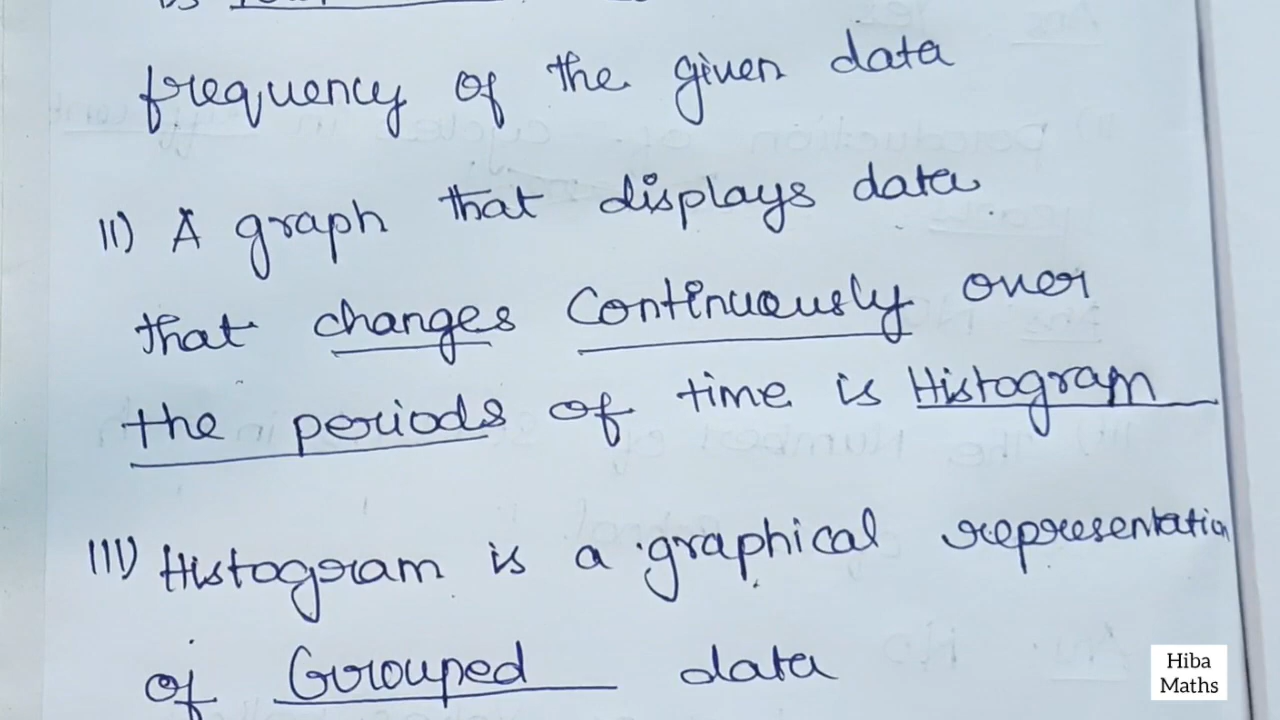 frequency of the given data
II) A graph that displays data
that changes Continuously over
the periods of time is Histogram
III) Histogram is a graphical representation
of Grouped data
Hiba
Maths